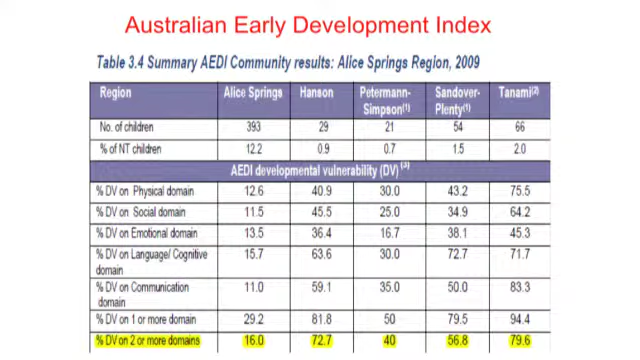 Australian Early Development Index
Table 3.4 Summary AEDI Community results: Alice Springs Region, 2009
Region Alice Springs Hanson Petermann-Simpson(1) Sandover-Plenty(1) Tanami(2)
No. of children 393 29 21 54 66
% of NT children 12.2 0.9 0.7 1.5 2.0
AEDI developmental vulnerability (DV) (3)
% DV on Physical domain 12.6 40.9 30.0 43.2 75.5
% DV on Social domain 11.5 45.5 25.0 34.9 64.2
% DV on Emotional domain 13.5 36.4 16.7 38.1 45.3
% DV on Language/ Cognitive domain 15.7 63.6 30.0 72.7 71.7
% DV on Communication domain 11.0 59.1 35.0 50.0 83.3
% DV on 1 or more domain 29.2 81.8 50 79.5 94.4
% DV on 2 or more domains 16.0 72.7 40 56.8 79.6